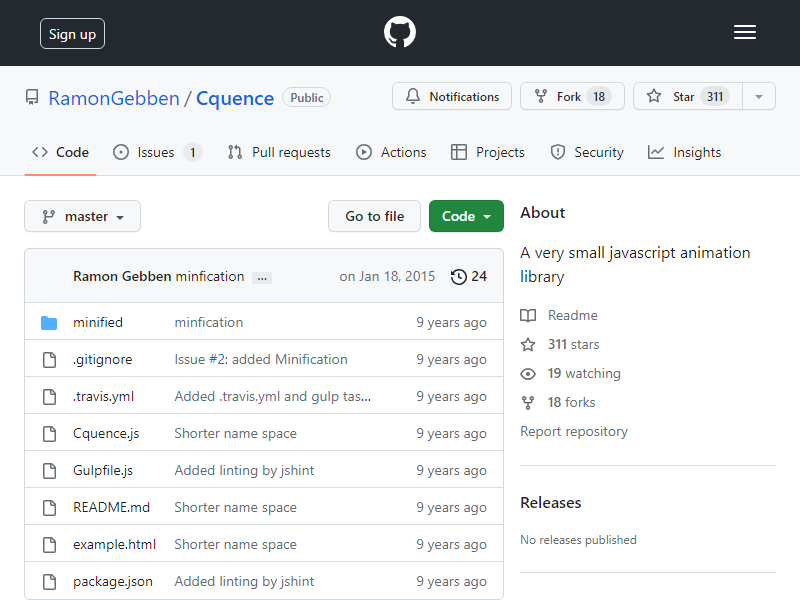 Sign up
RamonGebben / Cquence Public
Notifications
Fork 18
Star 311
Code
Issues 1
Pull requests
Actions
Projects
Security
Insights
master
Go to file
Code
Ramon Gebben minfication ... on Jan 18, 2015 24
minified minfication 9 years ago
.gitignore Issue #2: added Minification 9 years ago
.travis.yml Added .travis.yml and gulp tas... 9 years ago
Cquence.js Shorter name space 9 years ago
Gulpfile.js Added linting by jshint 9 years ago
README.md Shorter name space 9 years ago
example.html Shorter name space 9 years ago
package.json Added linting by jshint 9 years ago
About
A very small javascript animation
library
Readme
311 stars
19 watching
18 forks
Report repository
Releases
No releases published